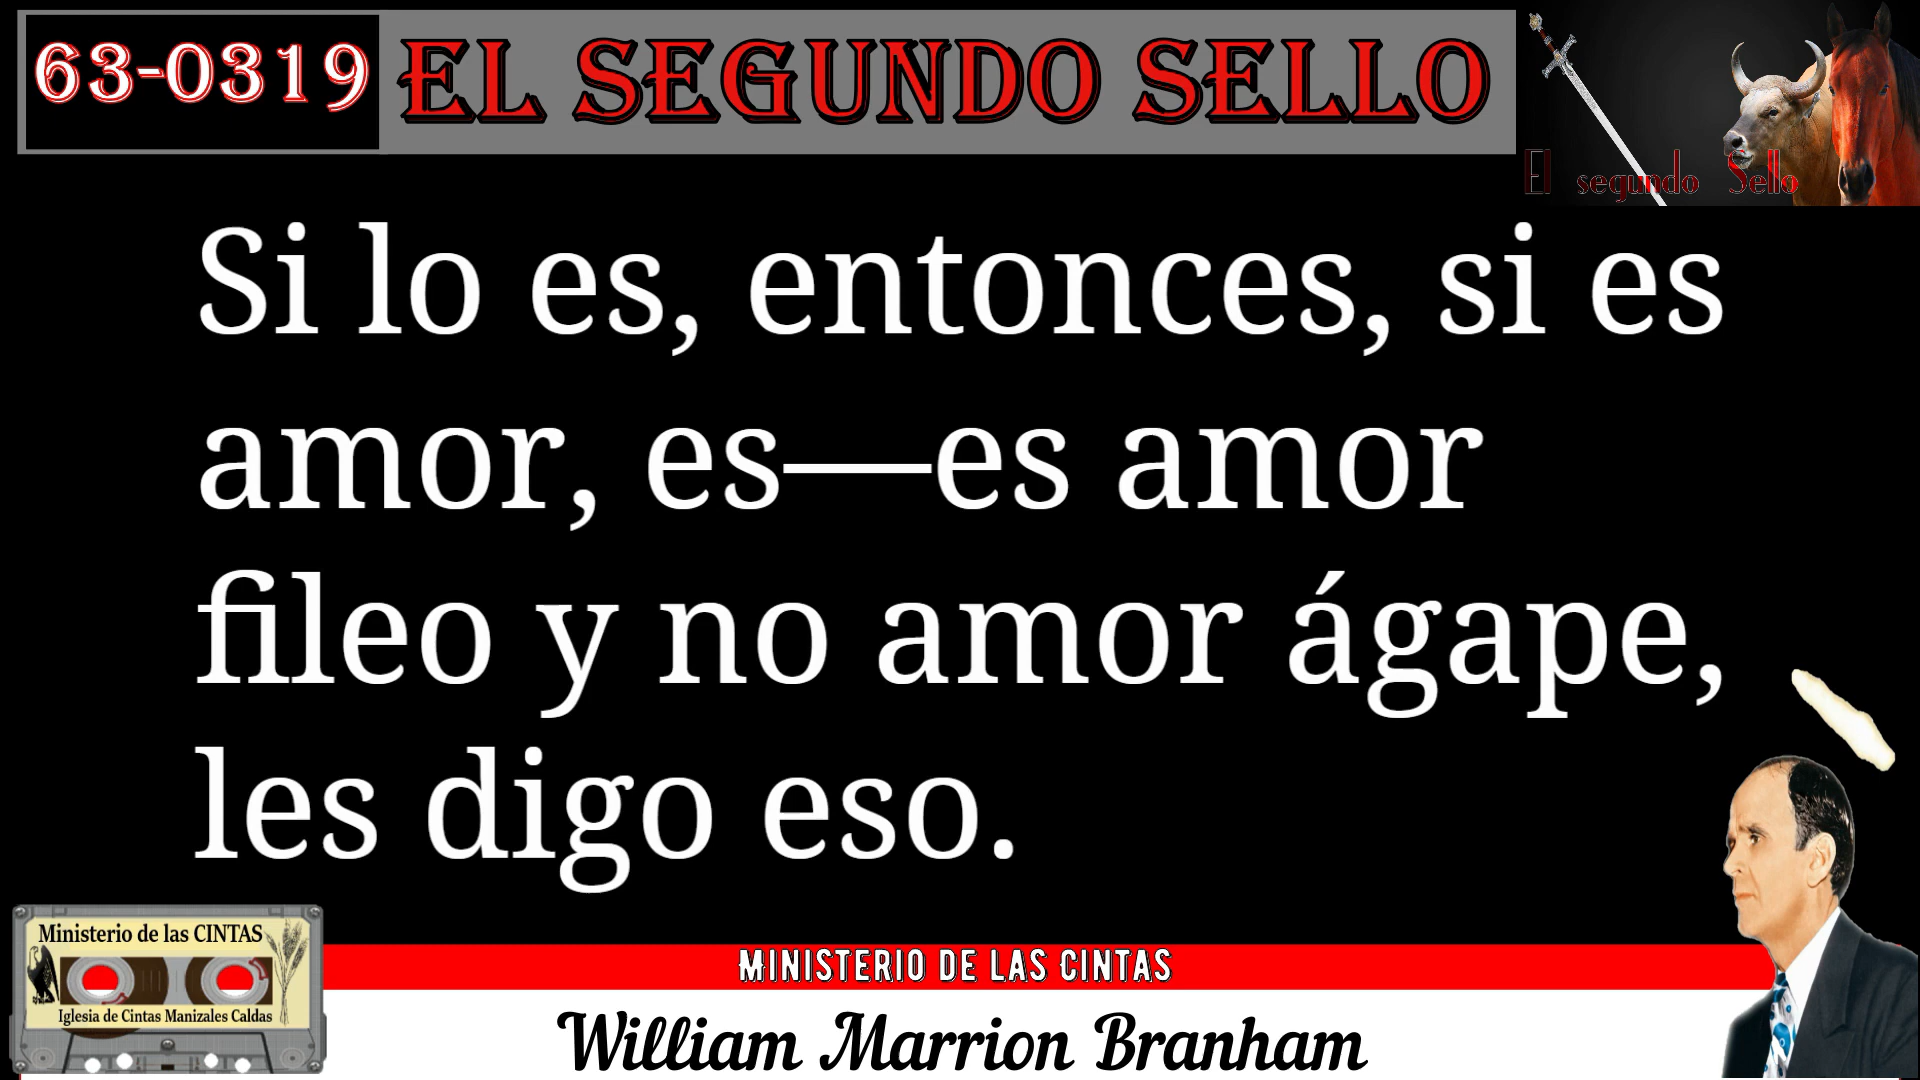 63-0319 EL SEGUNDO SELLO
El segundo Sello
Si lo es, entonces, si es
amor, es—es amor
fileo y no amor ágape,
les digo eso.
Ministerio de las CINTAS
Iglesia de Cintas Manizales Caldas
MINISTERIO DE LAS CINTAS
William Marrion Branham